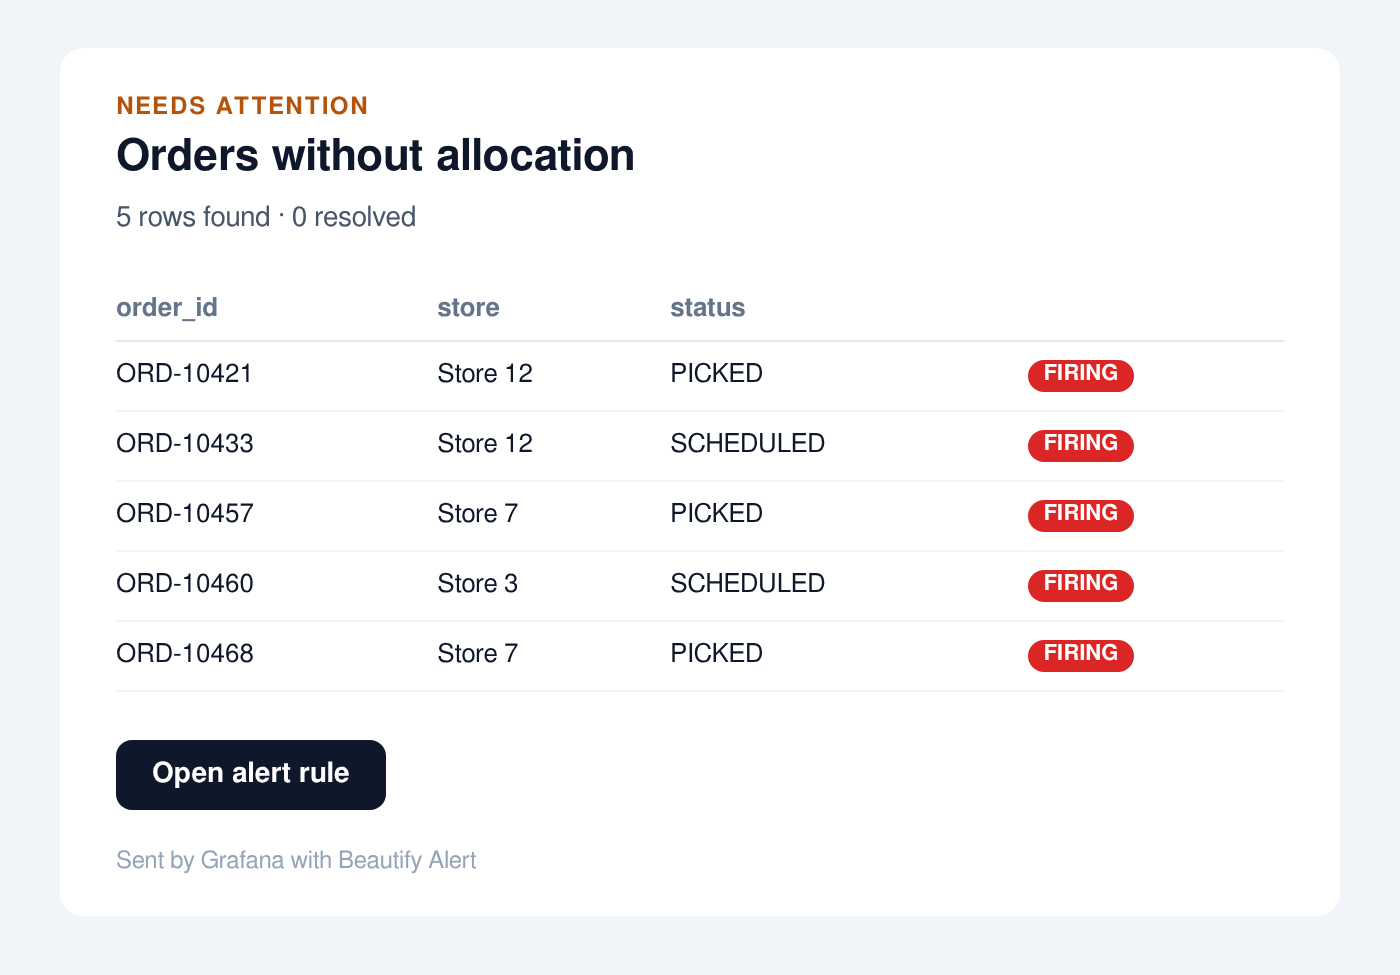 NEEDS ATTENTION
Orders without allocation
5 rows found · 0 resolved
order_id store status
ORD-10421 Store 12 PICKED FIRING
ORD-10433 Store 12 SCHEDULED FIRING
ORD-10457 Store 7 PICKED FIRING
ORD-10460 Store 3 SCHEDULED FIRING
ORD-10468 Store 7 PICKED FIRING
Open alert rule
Sent by Grafana with Beautify Alert